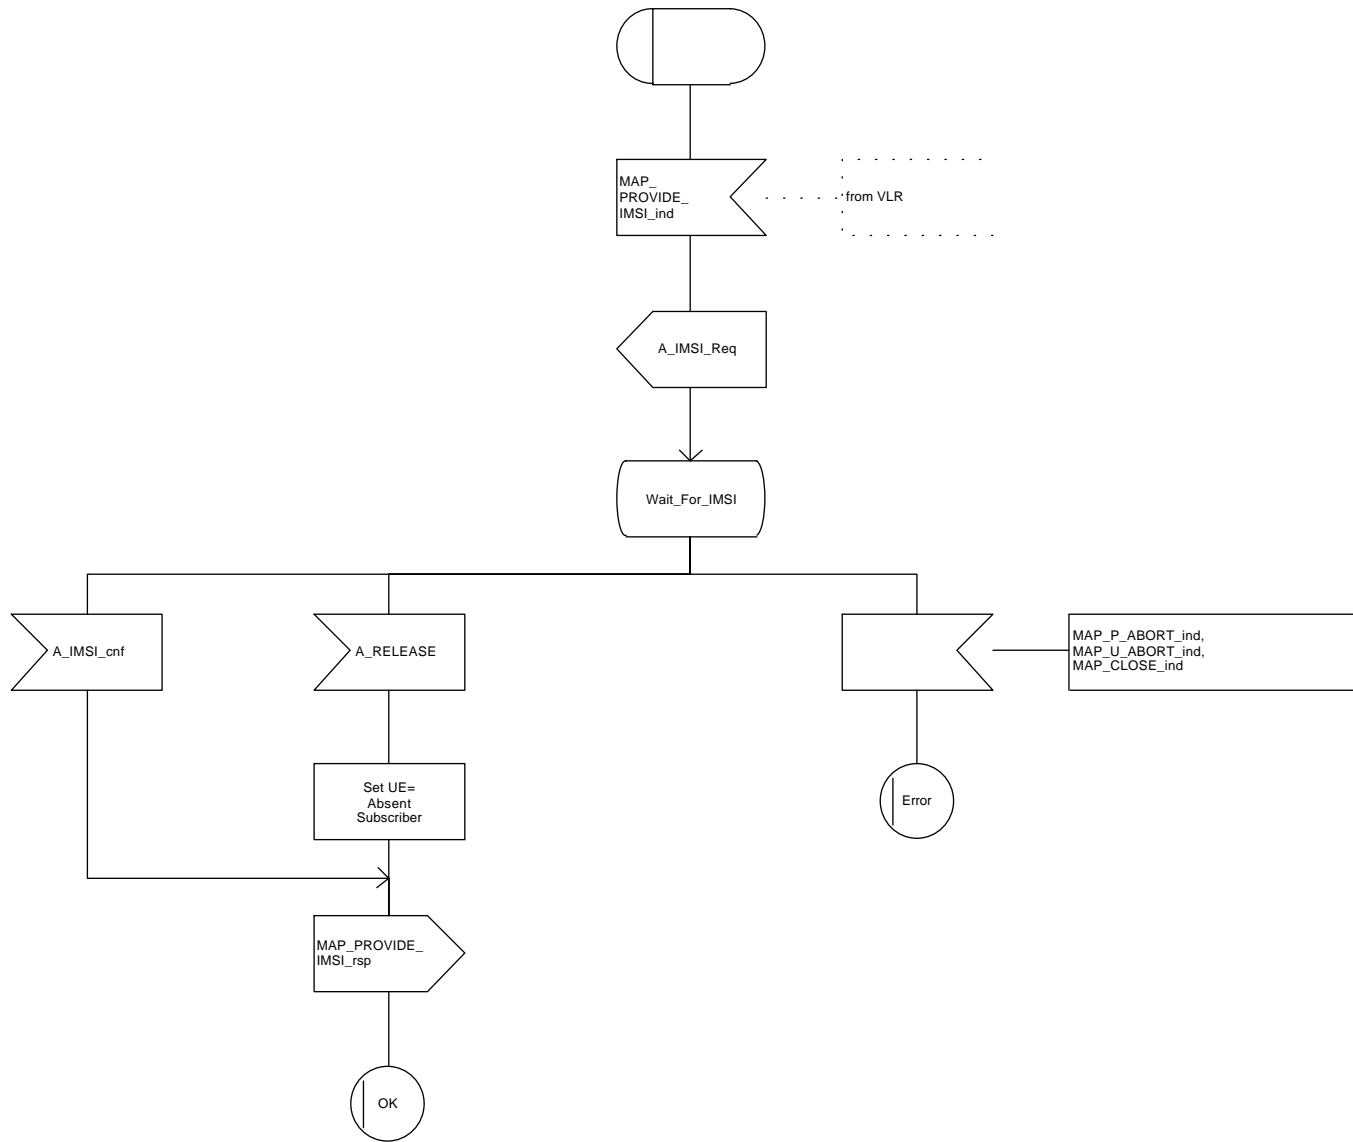 MAP_
PROVIDE_
IMSI_ind
from VLR
A_IMSI_Req
Wait_For_IMSI
A_IMSI_cnf
A_RELEASE
MAP_P_ABORT_ind,
MAP_U_ABORT_ind,
MAP_CLOSE_ind
Set UE=
Absent
Subscriber
Error
MAP_PROVIDE_
IMSI_rsp
OK